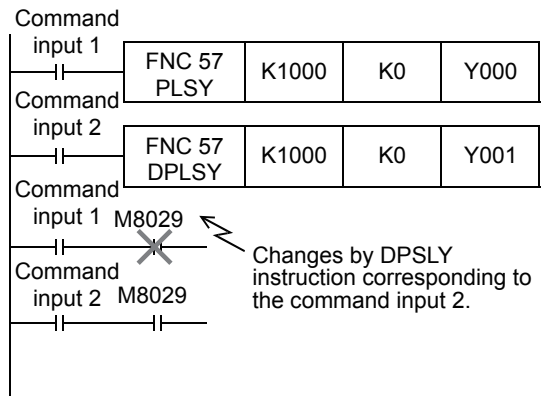 Command
input 1
FNC 57
PLSY
K1000
K0
Y000
Command
input 2
FNC 57
DPLSY
K1000
K0
Y001
Command
input 1
M8029
Changes by DPSLY
instruction corresponding to
the command input 2.
Command
input 2
M8029